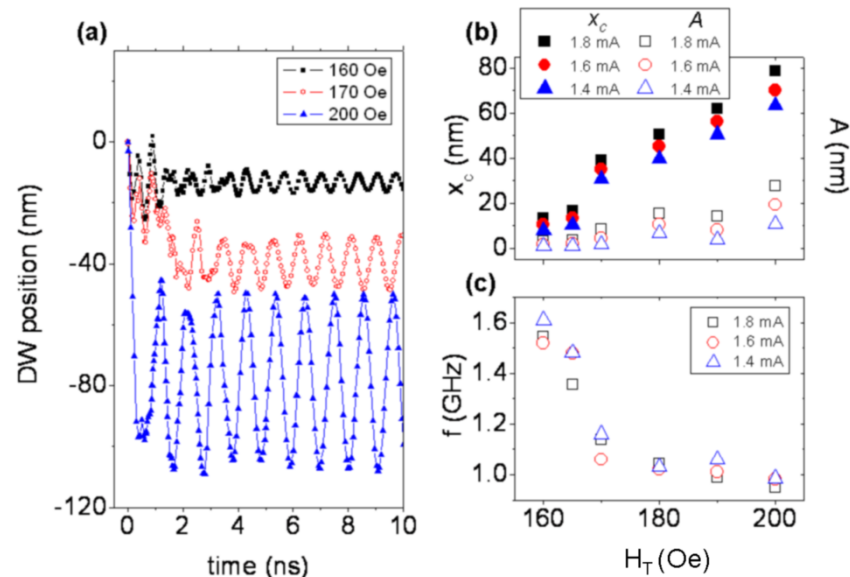 (a)
160 Oe
170 Oe
200 Oe
0
-40
-80
-120
DW position (nm)
0 2 4 6 8 10
time (ns)
(b)
x_c A
1.8 mA 1.8 mA
1.6 mA 1.6 mA
1.4 mA 1.4 mA
80
60
40
20
0
x_c (nm)
A (nm)
(c)
1.8 mA
1.6 mA
1.4 mA
1.6
1.4
1.2
1.0
f (GHz)
160 180 200
H_T (Oe)